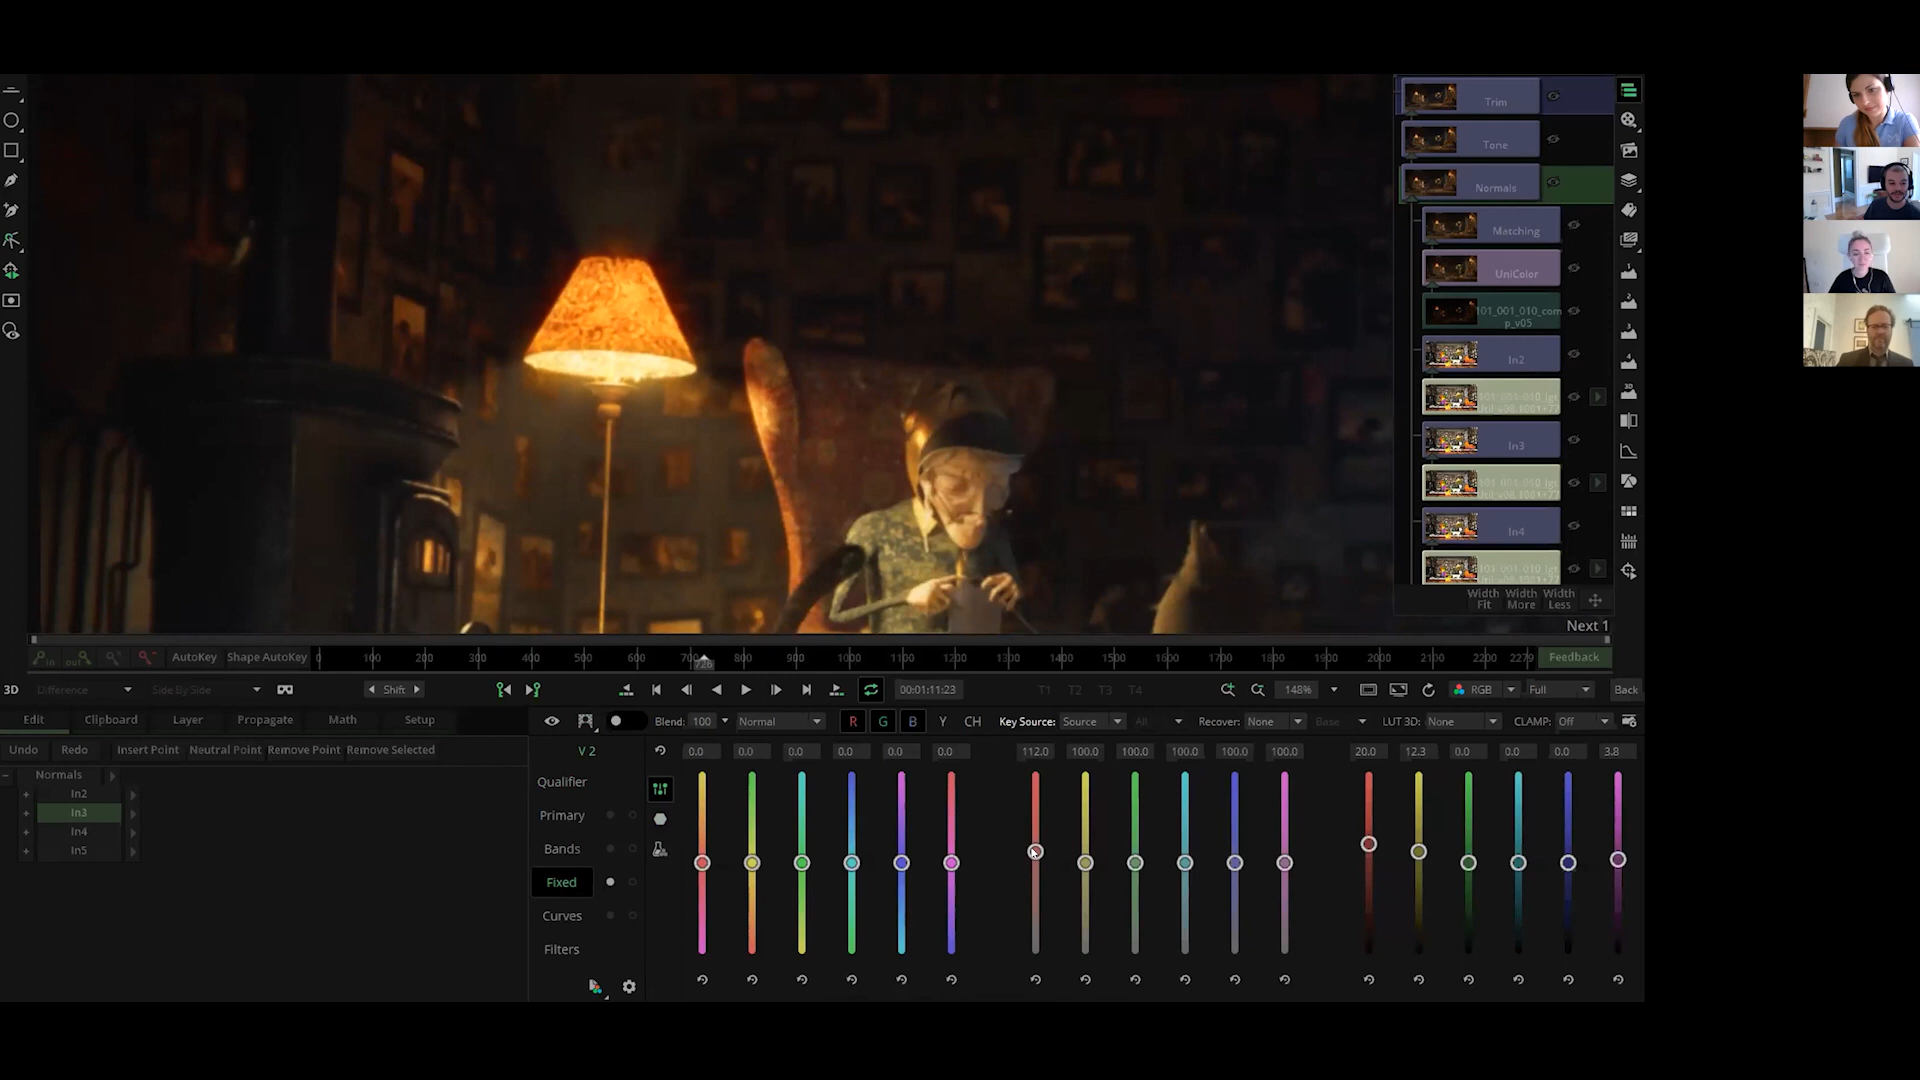 Trim
Tone
Normals
Matching
UniColor
101_001_010_com
p_v05
In2
In3
In4
Width Fit Width More Width Less
Next 1
in out AutoKey Shape AutoKey 0 100 200 300 400 500 600 700 726 800 900 1000 1100 1200 1300 1400 1500 1600 1700 1800 1900 2000 2100 2200 2279 Feedback
3D Difference Side By Side Shift 00:01:11:23 T1 T2 T3 T4 148% RGB Full Back
Edit Clipboard Layer Propagate Math Setup Blend: 100 Normal R G B Y CH Key Source: Source All Recover: None Base LUT 3D: None CLAMP: Off
Undo Redo Insert Point Neutral Point Remove Point Remove Selected
V 2 0.0 0.0 0.0 0.0 0.0 0.0 112.0 100.0 100.0 100.0 100.0 100.0 20.0 12.3 0.0 0.0 0.0 3.8
Normals
In2
In3
In4
In5
Qualifier
Primary
Bands
Fixed
Curves
Filters